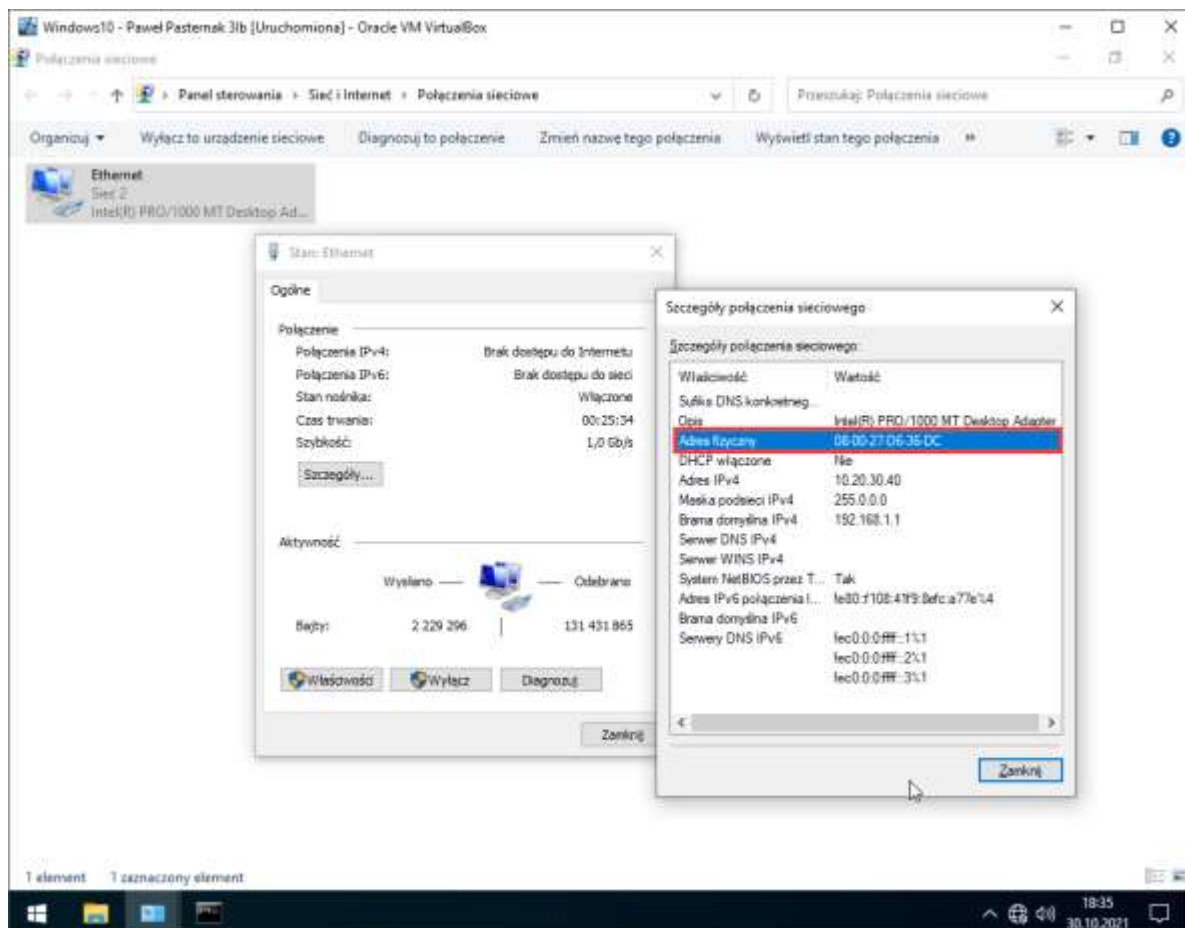 Windows10 - Paweł Pasternak 3lb [Uruchomiona] - Oracle VM VirtualBox
Połączenia sieciowe
Panel sterowania › Sieć i Internet › Połączenia sieciowe
Przeszukaj: Połączenia sieciowe
Organizuj Wyłącz to urządzenie sieciowe Diagnozuj to połączenie Zmień nazwę tego połączenia Wyświetl stan tego połączenia »
Ethernet
Sieć 2
Intel(R) PRO/1000 MT Desktop Ad...
Stan: Ethernet
Ogólne
Połączenie
Połączenia IPv4: Brak dostępu do Internetu
Połączenia IPv6: Brak dostępu do sieci
Stan nośnika: Włączone
Czas trwania: 00:25:34
Szybkość: 1,0 Gb/s
Szczegóły...
Aktywność
Wysłano — — Odebrano
Bajty: 2 229 296 | 131 431 865
Właściwości Wyłącz Diagnozuj
Zamknij
Szczegóły połączenia sieciowego
Szczegóły połączenia sieciowego:
Właściwość Wartość
Sufiks DNS konkretneg...
Opis Intel(R) PRO/1000 MT Desktop Adapter
Adres fizyczny 08-00-27-D6-36-DC
DHCP włączone Nie
Adres IPv4 10.20.30.40
Maska podsieci IPv4 255.0.0.0
Brama domyślna IPv4 192.168.1.1
Serwer DNS IPv4
Serwer WINS IPv4
System NetBIOS przez T... Tak
Adres IPv6 połączenia l... fe80::f108:41f9:8efc:a77e%4
Brama domyślna IPv6
Serwery DNS IPv6 fec0:0:0:ffff::1%1
fec0:0:0:ffff::2%1
fec0:0:0:ffff::3%1
Zamknij
1 element 1 zaznaczony element
18:35
30.10.2021